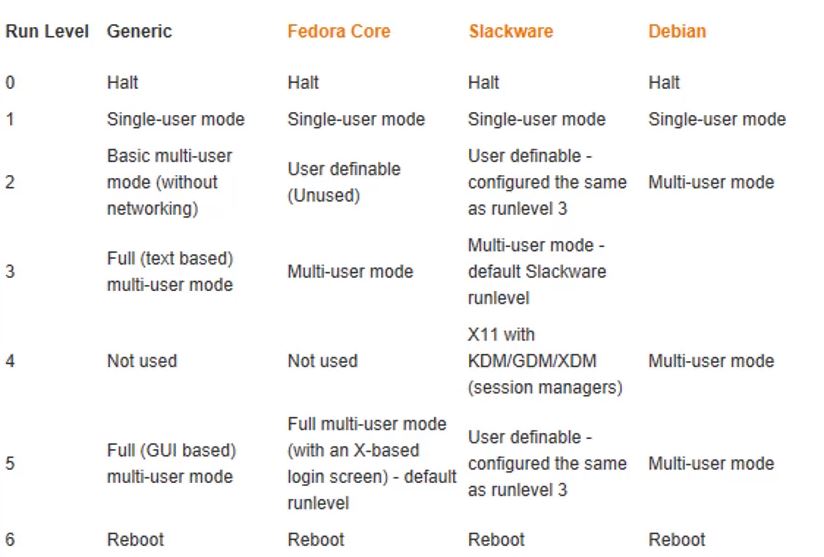 Run Level Generic Fedora Core Slackware Debian
0 Halt Halt Halt Halt
1 Single-user mode Single-user mode Single-user mode Single-user mode
2
Basic multi-user
mode (without
networking)
User definable
(Unused)
User definable -
configured the same
as runlevel 3
Multi-user mode
3
Full (text based)
multi-user mode
Multi-user mode
Multi-user mode -
default Slackware
runlevel
4
Not used
Not used
X11 with
KDM/GDM/XDM
(session managers)
Multi-user mode
5
Full (GUI based)
multi-user mode
Full multi-user mode
(with an X-based
login screen) - default
runlevel
User definable -
configured the same
as runlevel 3
Multi-user mode
6 Reboot Reboot Reboot Reboot